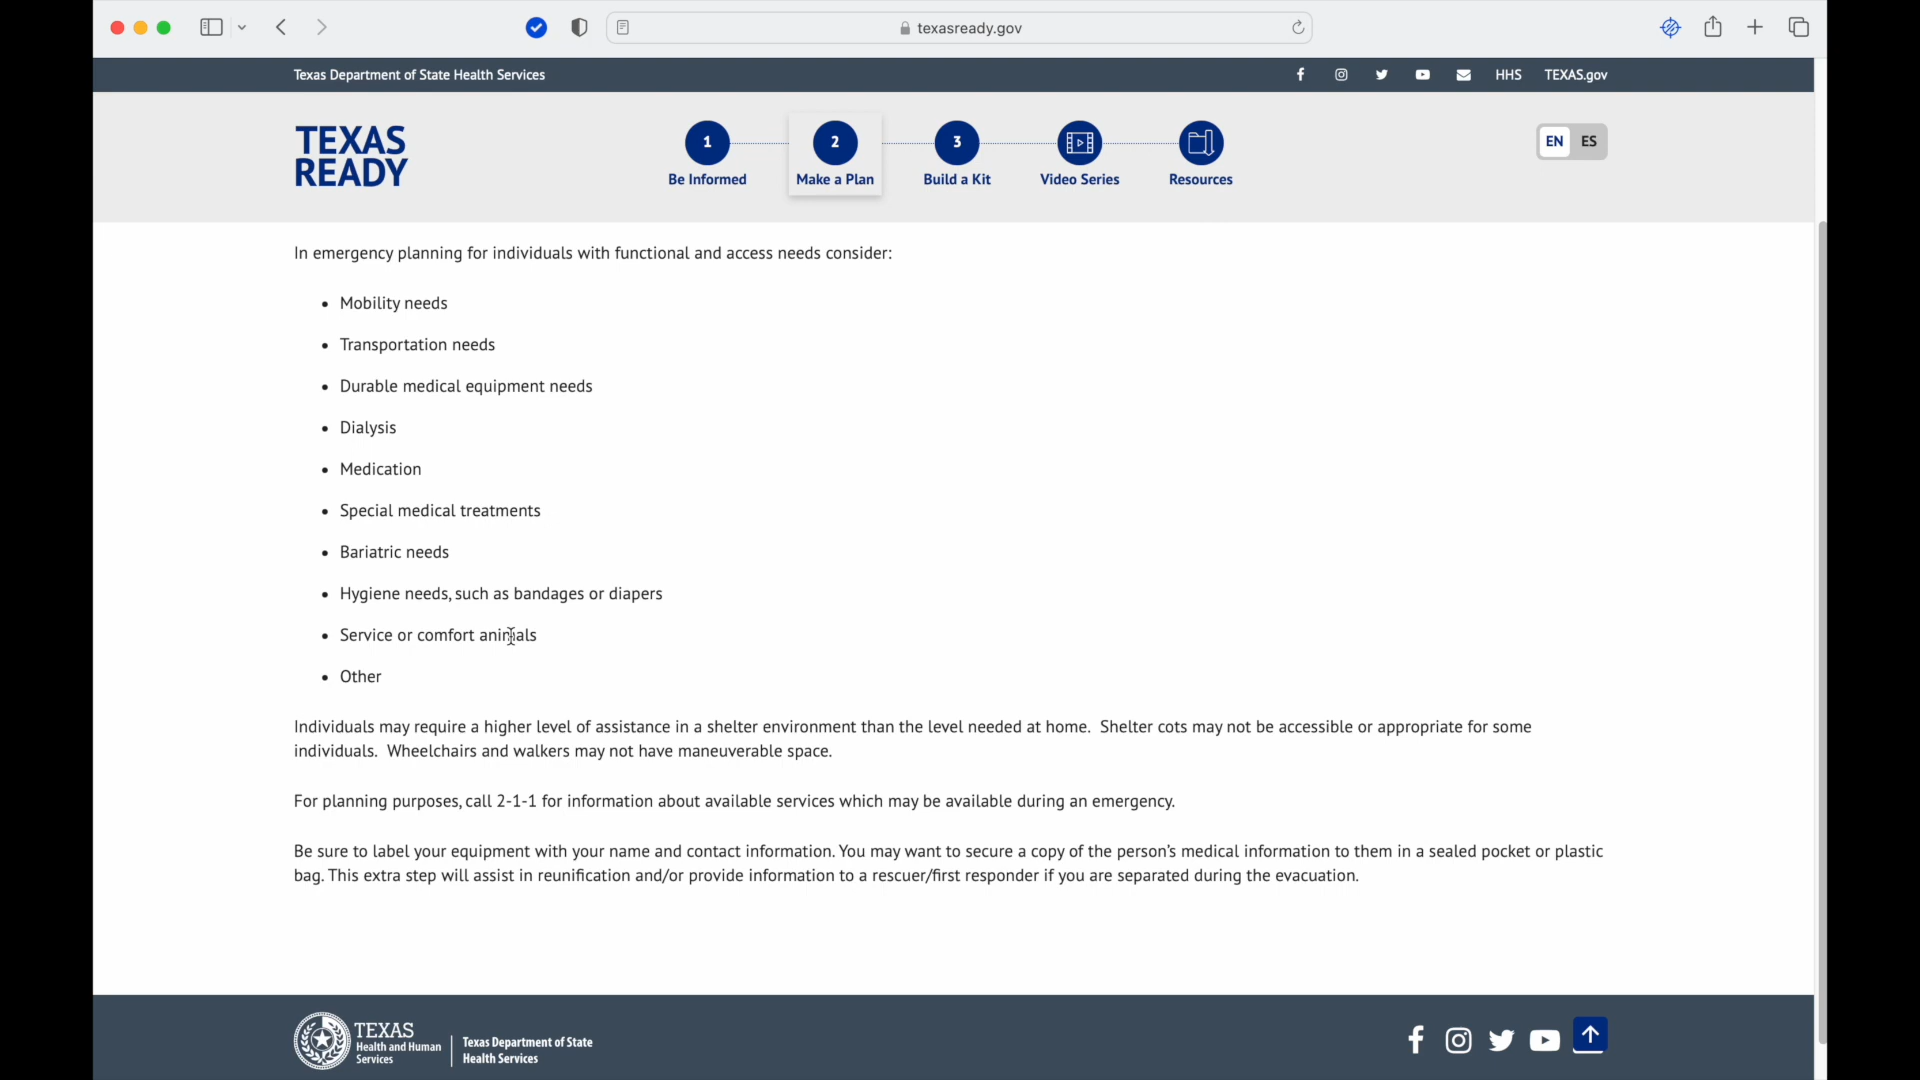 texasready.gov
Texas Department of State Health Services
HHS
TEXAS.gov
TEXAS
READY
1
2
3
Be Informed
Make a Plan
Build a Kit
Video Series
Resources
EN
ES
In emergency planning for individuals with functional and access needs consider:
• Mobility needs
• Transportation needs
• Durable medical equipment needs
• Dialysis
• Medication
• Special medical treatments
• Bariatric needs
• Hygiene needs, such as bandages or diapers
• Service or comfort animals
• Other
Individuals may require a higher level of assistance in a shelter environment than the level needed at home. Shelter cots may not be accessible or appropriate for some
individuals. Wheelchairs and walkers may not have maneuverable space.
For planning purposes, call 2-1-1 for information about available services which may be available during an emergency.
Be sure to label your equipment with your name and contact information. You may want to secure a copy of the person's medical information to them in a sealed pocket or plastic
bag. This extra step will assist in reunification and/or provide information to a rescuer/first responder if you are separated during the evacuation.
TEXAS
Health and Human
Services
Texas Department of State
Health Services